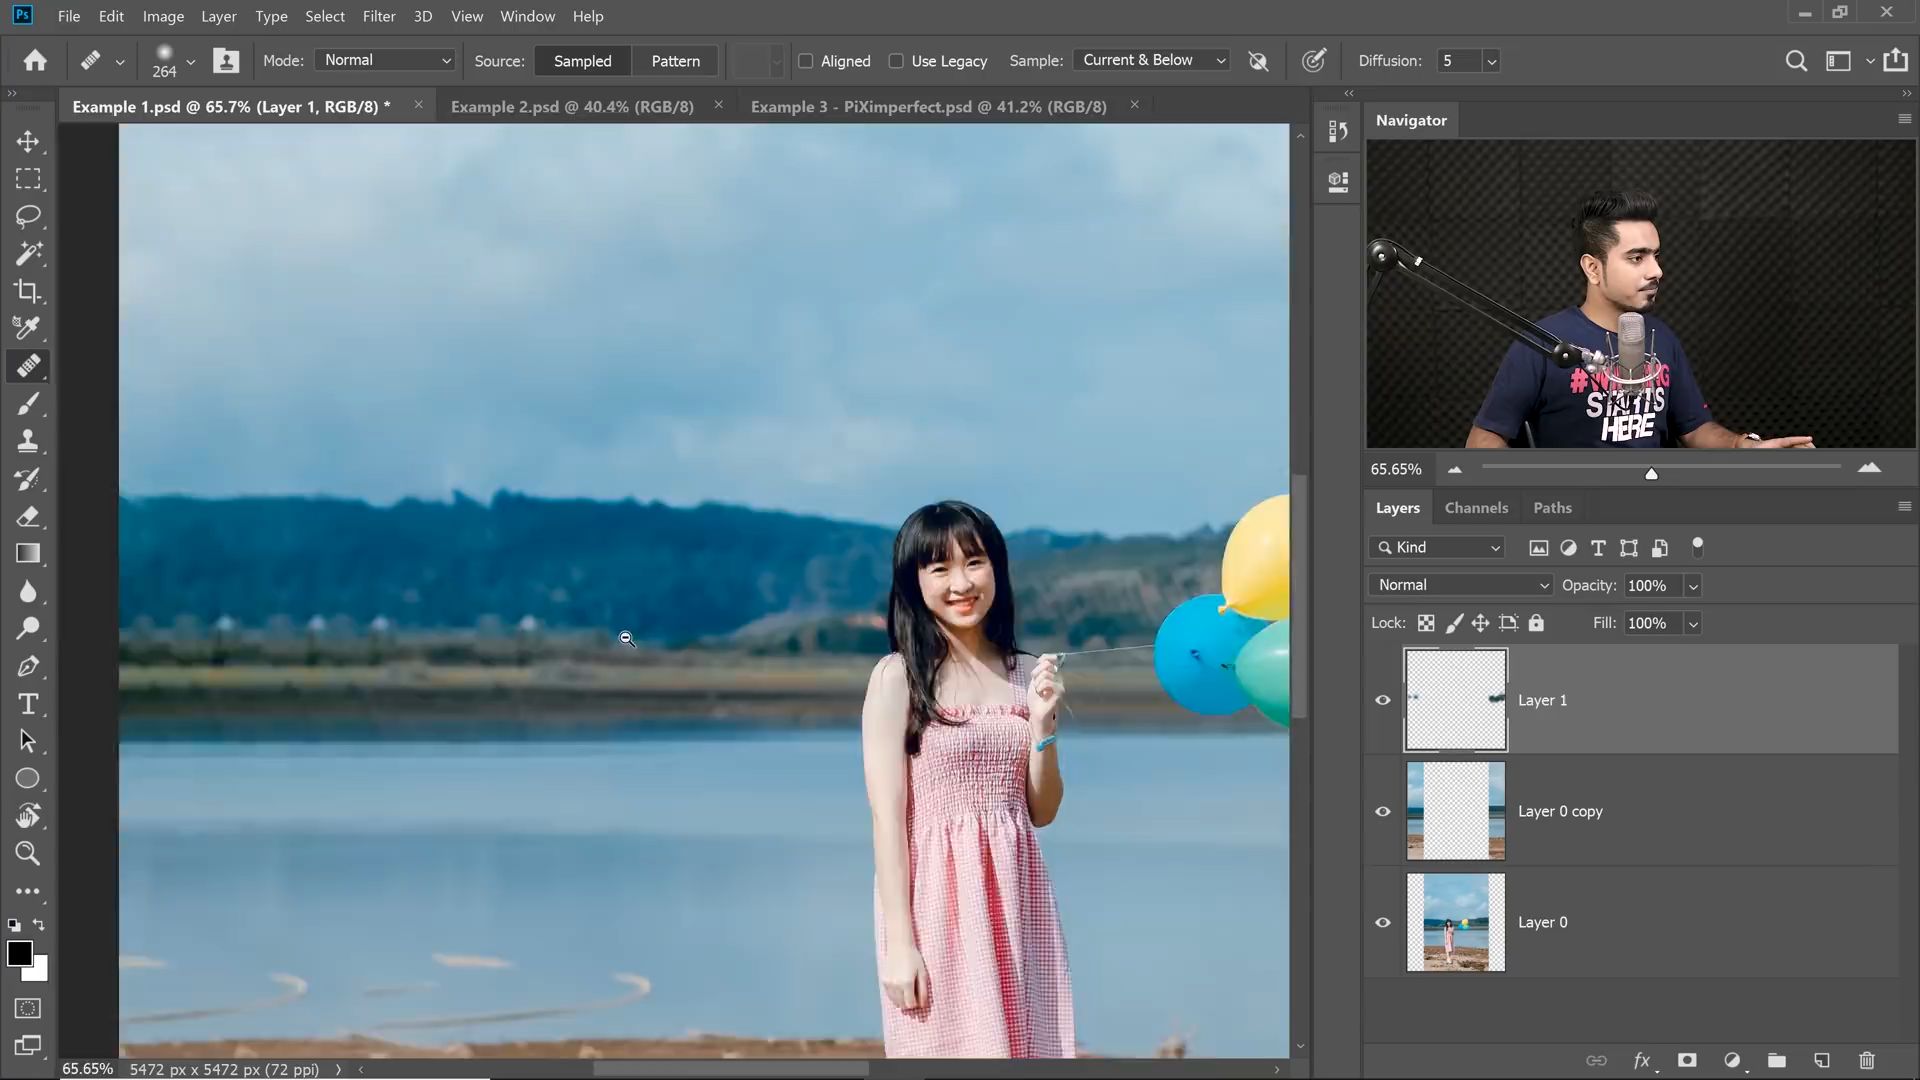 Ps File Edit Image Layer Type Select Filter 3D View Window Help
264 Mode: Normal Source: Sampled Pattern Aligned Use Legacy Sample: Current & Below Diffusion: 5
Example 1.psd @ 65.7% (Layer 1, RGB/8) * Example 2.psd @ 40.4% (RGB/8) Example 3 - PiXimperfect.psd @ 41.2% (RGB/8)
Navigator
STARTS
HERE
65.65%
Layers Channels Paths
Kind
Normal Opacity: 100%
Lock: Fill: 100%
Layer 1
Layer 0 copy
Layer 0
fx
65.65% 5472 px x 5472 px (72 ppi)